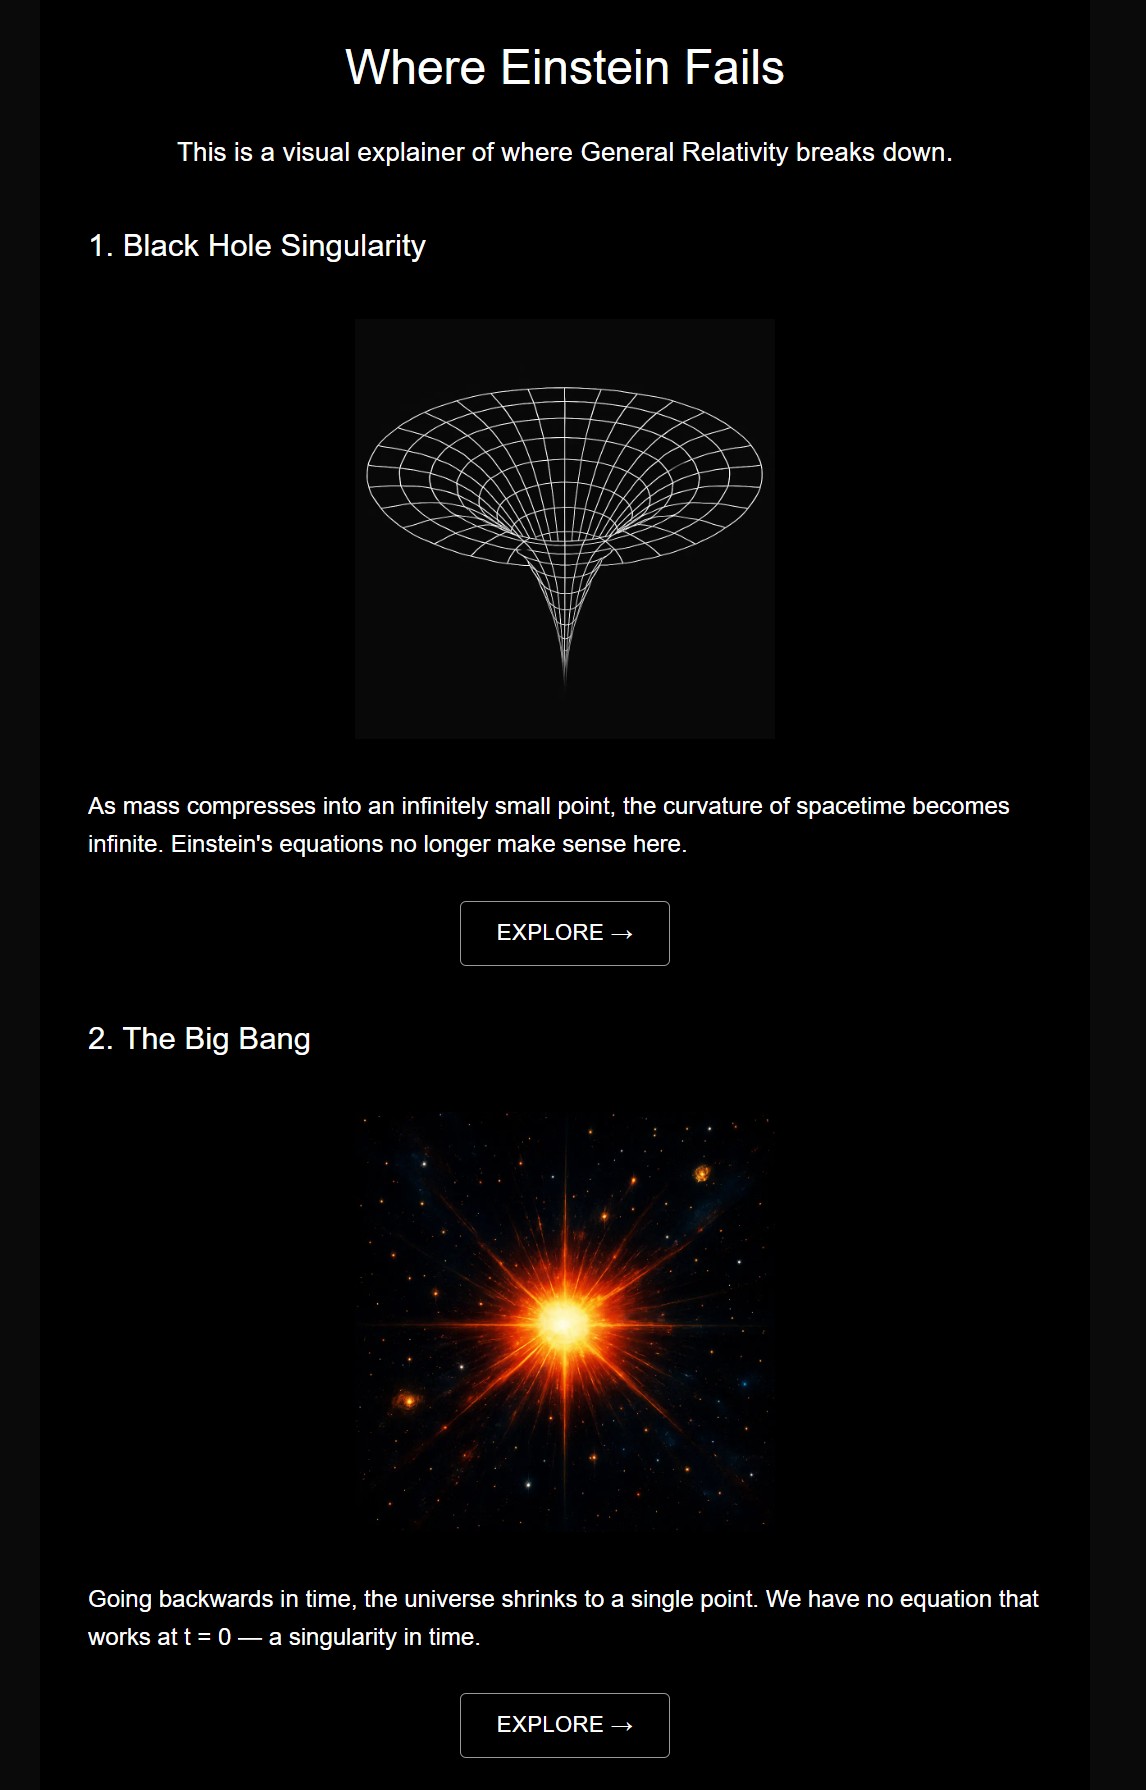 Where Einstein Fails
This is a visual explainer of where General Relativity breaks down.
1. Black Hole Singularity
As mass compresses into an infinitely small point, the curvature of spacetime becomes
infinite. Einstein's equations no longer make sense here.
EXPLORE →
2. The Big Bang
Going backwards in time, the universe shrinks to a single point. We have no equation that
works at t = 0 — a singularity in time.
EXPLORE →